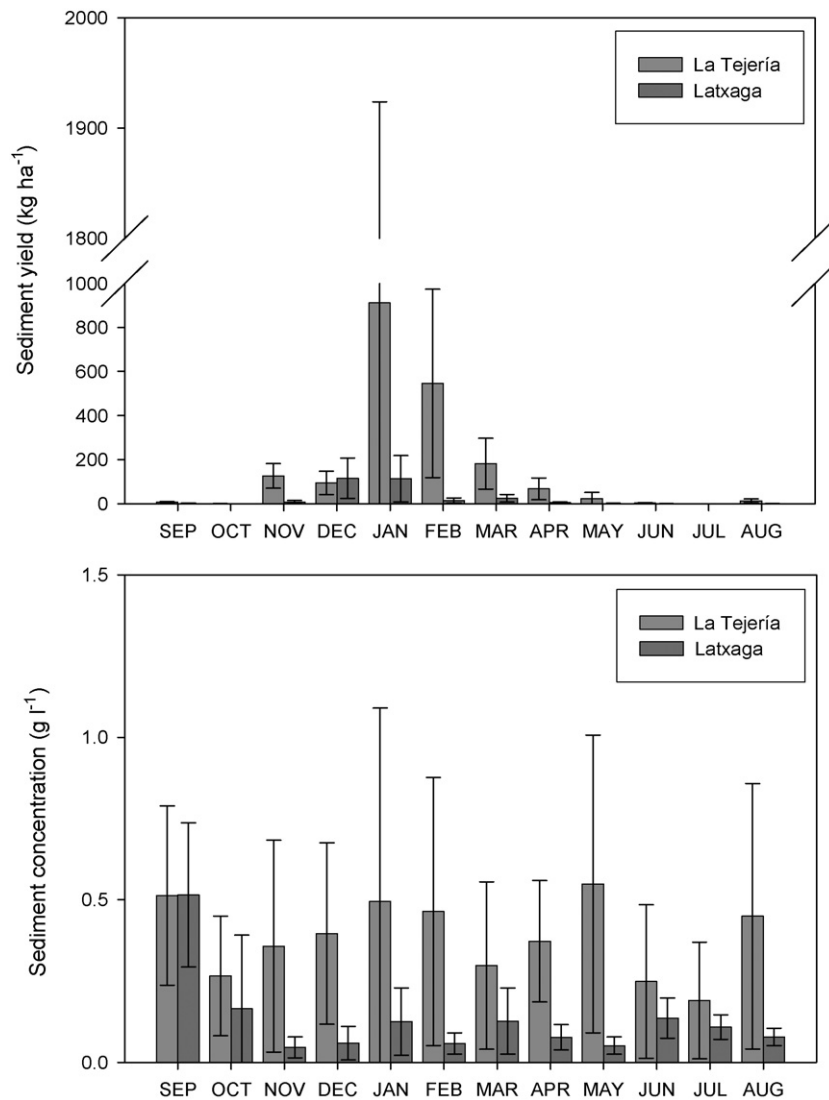 2000
1900
1800
1000
800
600
400
200
0
Sediment yield (kg ha⁻¹)
La Tejería
Latxaga
SEP OCT NOV DEC JAN FEB MAR APR MAY JUN JUL AUG
1.5
1.0
0.5
0.0
Sediment concentration (g l⁻¹)
La Tejería
Latxaga
SEP OCT NOV DEC JAN FEB MAR APR MAY JUN JUL AUG